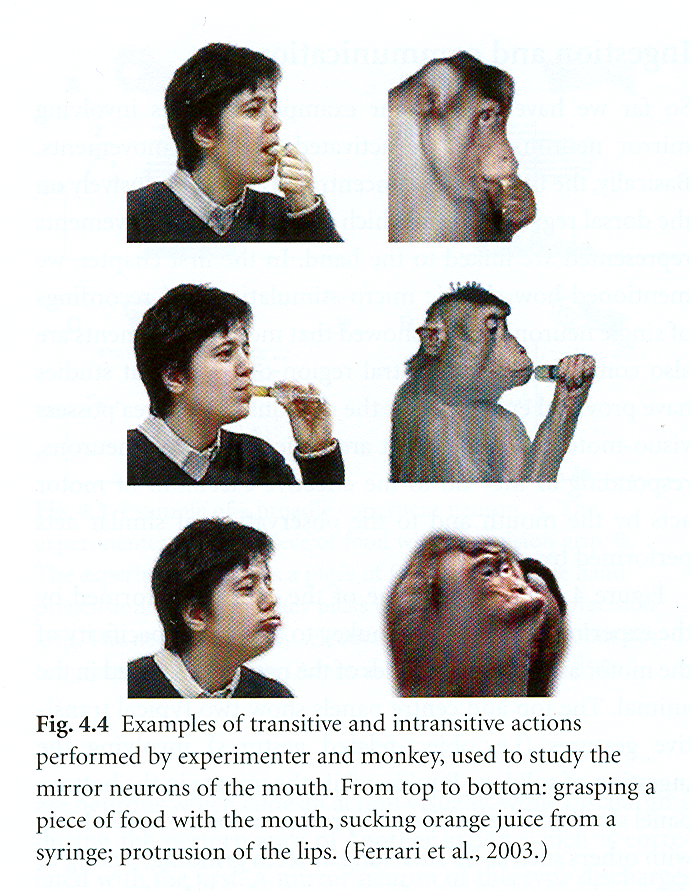 Fig. 4.4 Examples of transitive and intransitive actions
performed by experimenter and monkey, used to study the
mirror neurons of the mouth. From top to bottom: grasping a
piece of food with the mouth, sucking orange juice from a
syringe; protrusion of the lips. (Ferrari et al., 2003.)